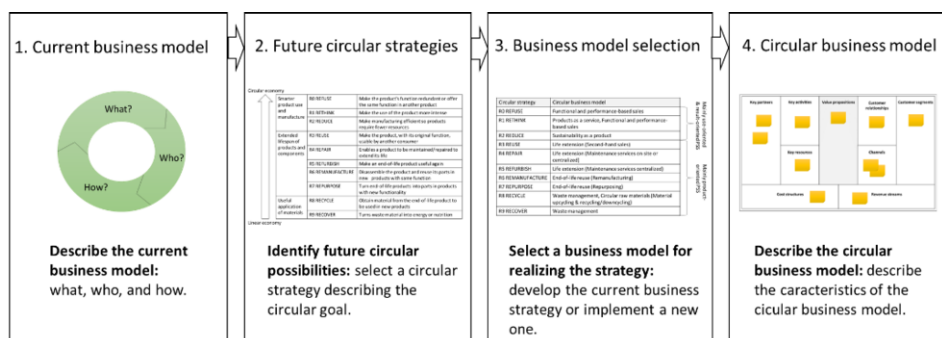 1. Current business model
What?
Who?
How?
Describe the current
business model:
what, who, and how.
2. Future circular strategies
Circular economy
Smarter
product use
and
manufacture
R0 REFUSE
Make the product's function redundant or offer
the same function in another product
R1 RETHINK
Make the use of the product more intense
R2 REDUCE
Make manufacturing efficient so products
require fewer resources
Extended
lifespan of
products and
components
R3 REUSE
Make the product, with its original function,
usable by another consumer
R4 REPAIR
Enables a product to be maintained/repaired to
extend its life
R5 REFURBISH
Make an end-of-life product useful again
R6 REMANUFACTURE
Disassemble the product and reuse its parts in
new products with same function
R7 REPURPOSE
Turn end-of-life products into parts in products
with new functionality
Useful
application
of materials
R8 RECYCLE
Obtain material from the end-of-life product to
be used in new products
R9 RECOVER
Turns waste material into energy or nutrition
Linear economy
Identify future circular
possibilities: select a circular
strategy describing the
circular goal.
3. Business model selection
Circular strategy
Circular business model
R0 REFUSE
Functional and performance-based sales
R1 RETHINK
Products as a service, Functional and performance-
based sales
R2 REDUCE
Sustainability as a product
R3 REUSE
Life extension (Second-hand sales)
R4 REPAIR
Life extension (Maintenance services on site or
centralized)
R5 REFURBISH
Life extension (Maintenance services centralized)
R6 REMANUFACTURE
End-of-life reuse (Remanufacturing)
R7 REPURPOSE
End-of-life reuse (Repurposing)
R8 RECYCLE
Waste management, Circular raw materials (Material
upcycling & recycling/downcycling)
R9 RECOVER
Waste management
Select a business model for
realizing the strategy:
develop the current business
strategy or implement a new
one.
4. Circular business model
Key partners
Key activities
Value propositions
Customer
relationships
Customer segments
Key resources
Channels
Cost structures
Revenue streams
Describe the circular
business model: describe
the caracteristics of the
cicular business model.